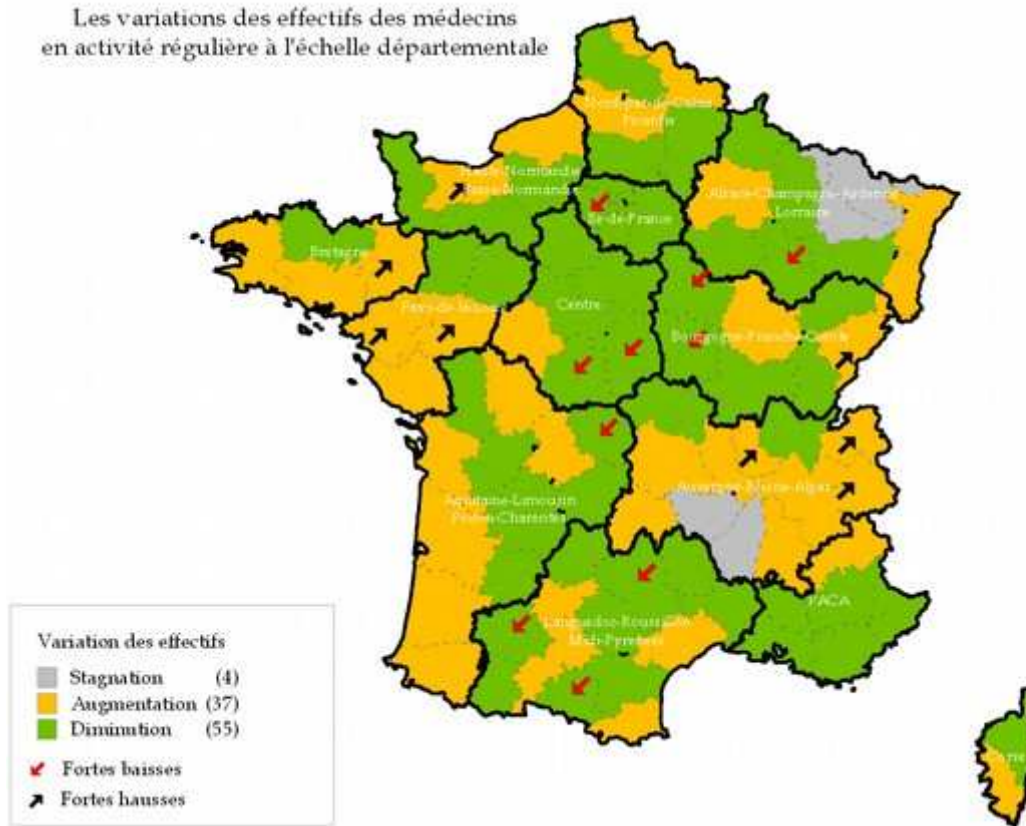 Les variations des effectifs des médecins
en activité régulière à l'échelle départementale
Nord-pas-de-Calais
Picardie
Haute-Normandie
Basse-Normandie
Ile-de-France
Alsace-Champagne-Ardenne
Lorraine
Bretagne
Pays-de-la-Loire
Centre
Bourgogne-Franche-Comté
Aquitaine-Limousin
Poitou-Charentes
Auvergne-Rhône-Alpes
Languedoc-Roussillon
Midi-Pyrénées
PACA
Variation des effectifs
Stagnation (4)
Augmentation (37)
Diminution (55)
Fortes baisses
Fortes hausses